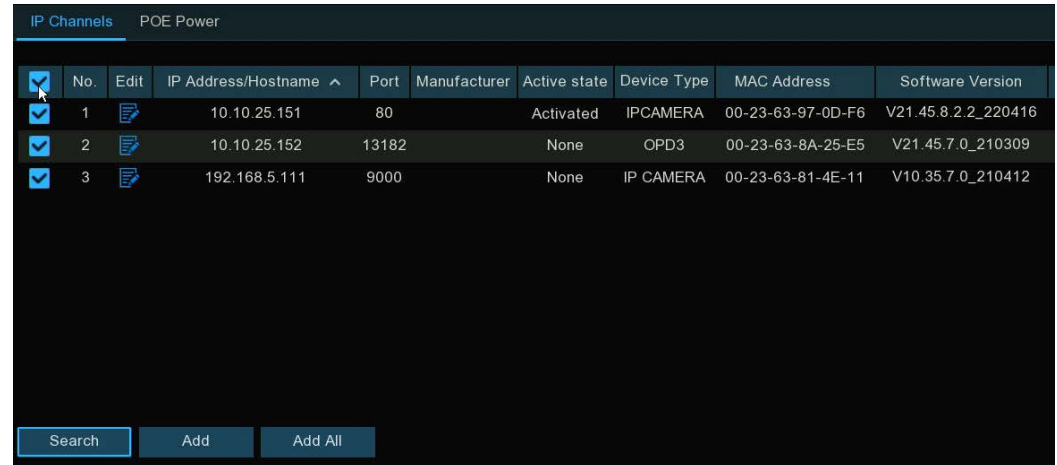 IP Channels POE Power
No. Edit IP Address/Hostname Port Manufacturer Active state Device Type MAC Address Software Version
1 10.10.25.151 80 Activated IPCAMERA 00-23-63-97-0D-F6 V21.45.8.2.2_220416
2 10.10.25.152 13182 None OPD3 00-23-63-8A-25-E5 V21.45.7.0_210309
3 192.168.5.111 9000 None IP CAMERA 00-23-63-81-4E-11 V10.35.7.0_210412
Search Add Add All